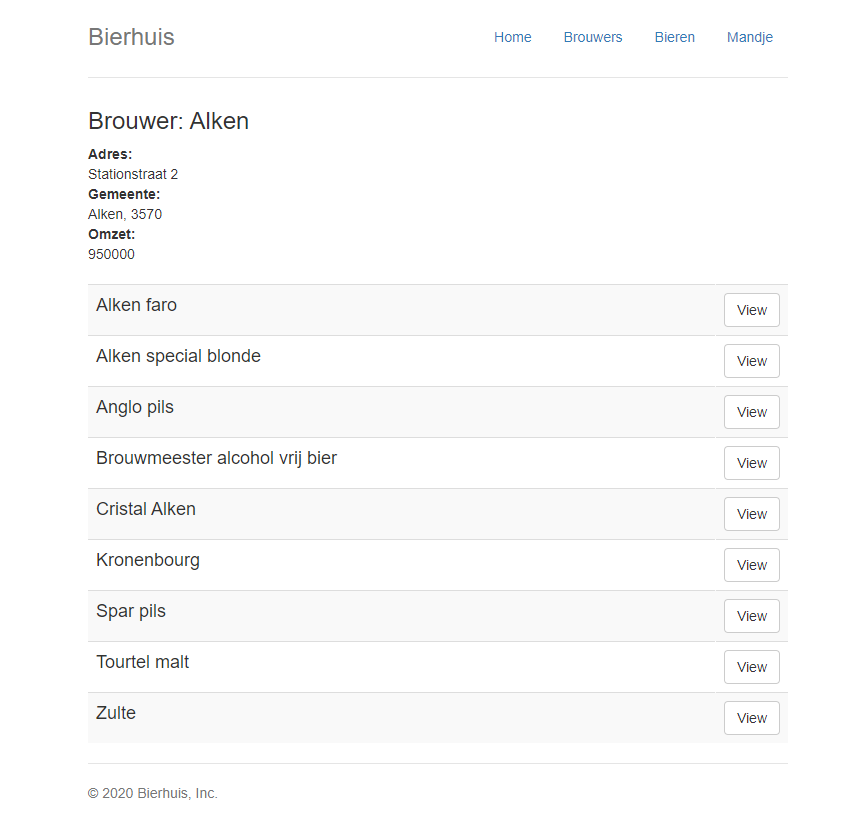 Bierhuis Home Brouwers Bieren Mandje
Brouwer: Alken
Adres:
Stationstraat 2
Gemeente:
Alken, 3570
Omzet:
950000
Alken faro View
Alken special blonde View
Anglo pils View
Brouwmeester alcohol vrij bier View
Cristal Alken View
Kronenbourg View
Spar pils View
Tourtel malt View
Zulte View
© 2020 Bierhuis, Inc.